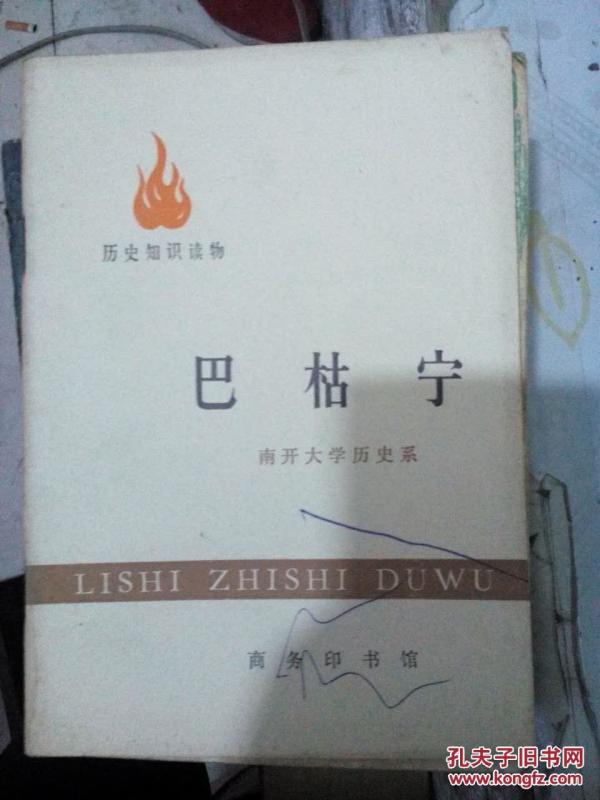 历史知识读物
巴枯宁
南开大学历史系
LISHI ZHISHI DUWU
商务印书馆
孔夫子旧书网
www.kongfz.com